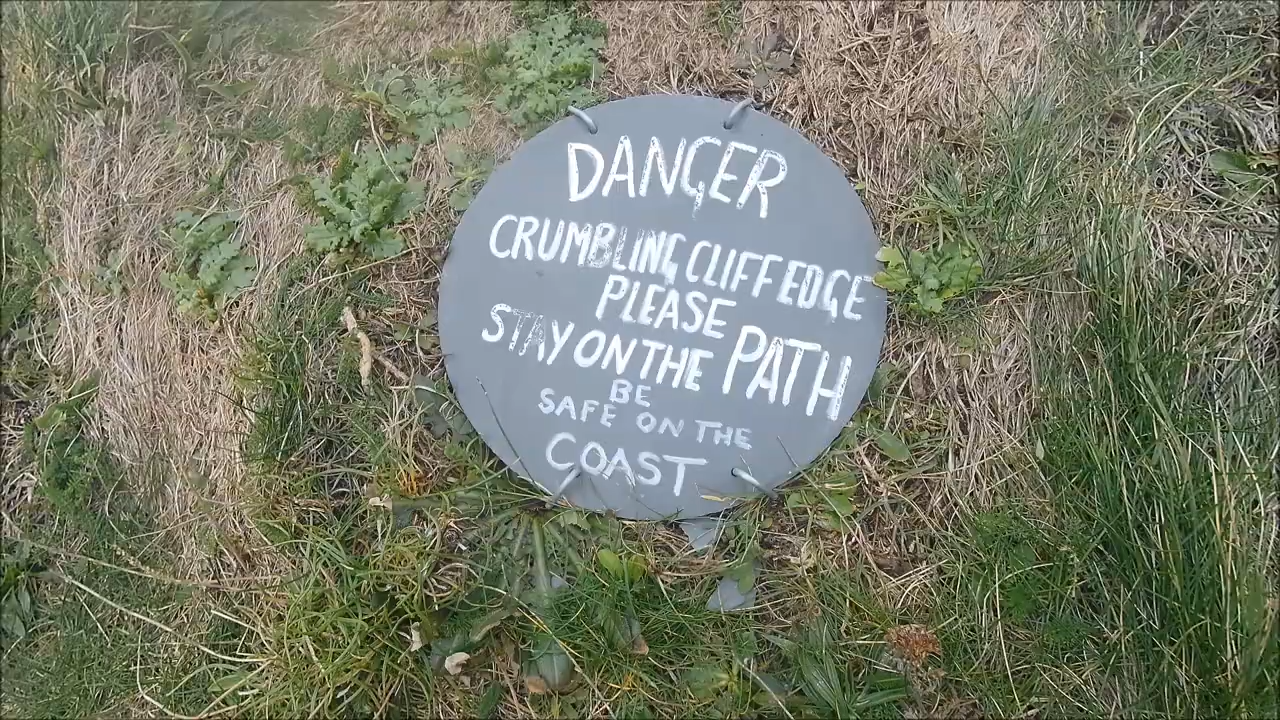 DANGER
CRUMBLING CLIFF EDGE
PLEASE
STAY ON THE PATH
BE
SAFE ON THE
COAST